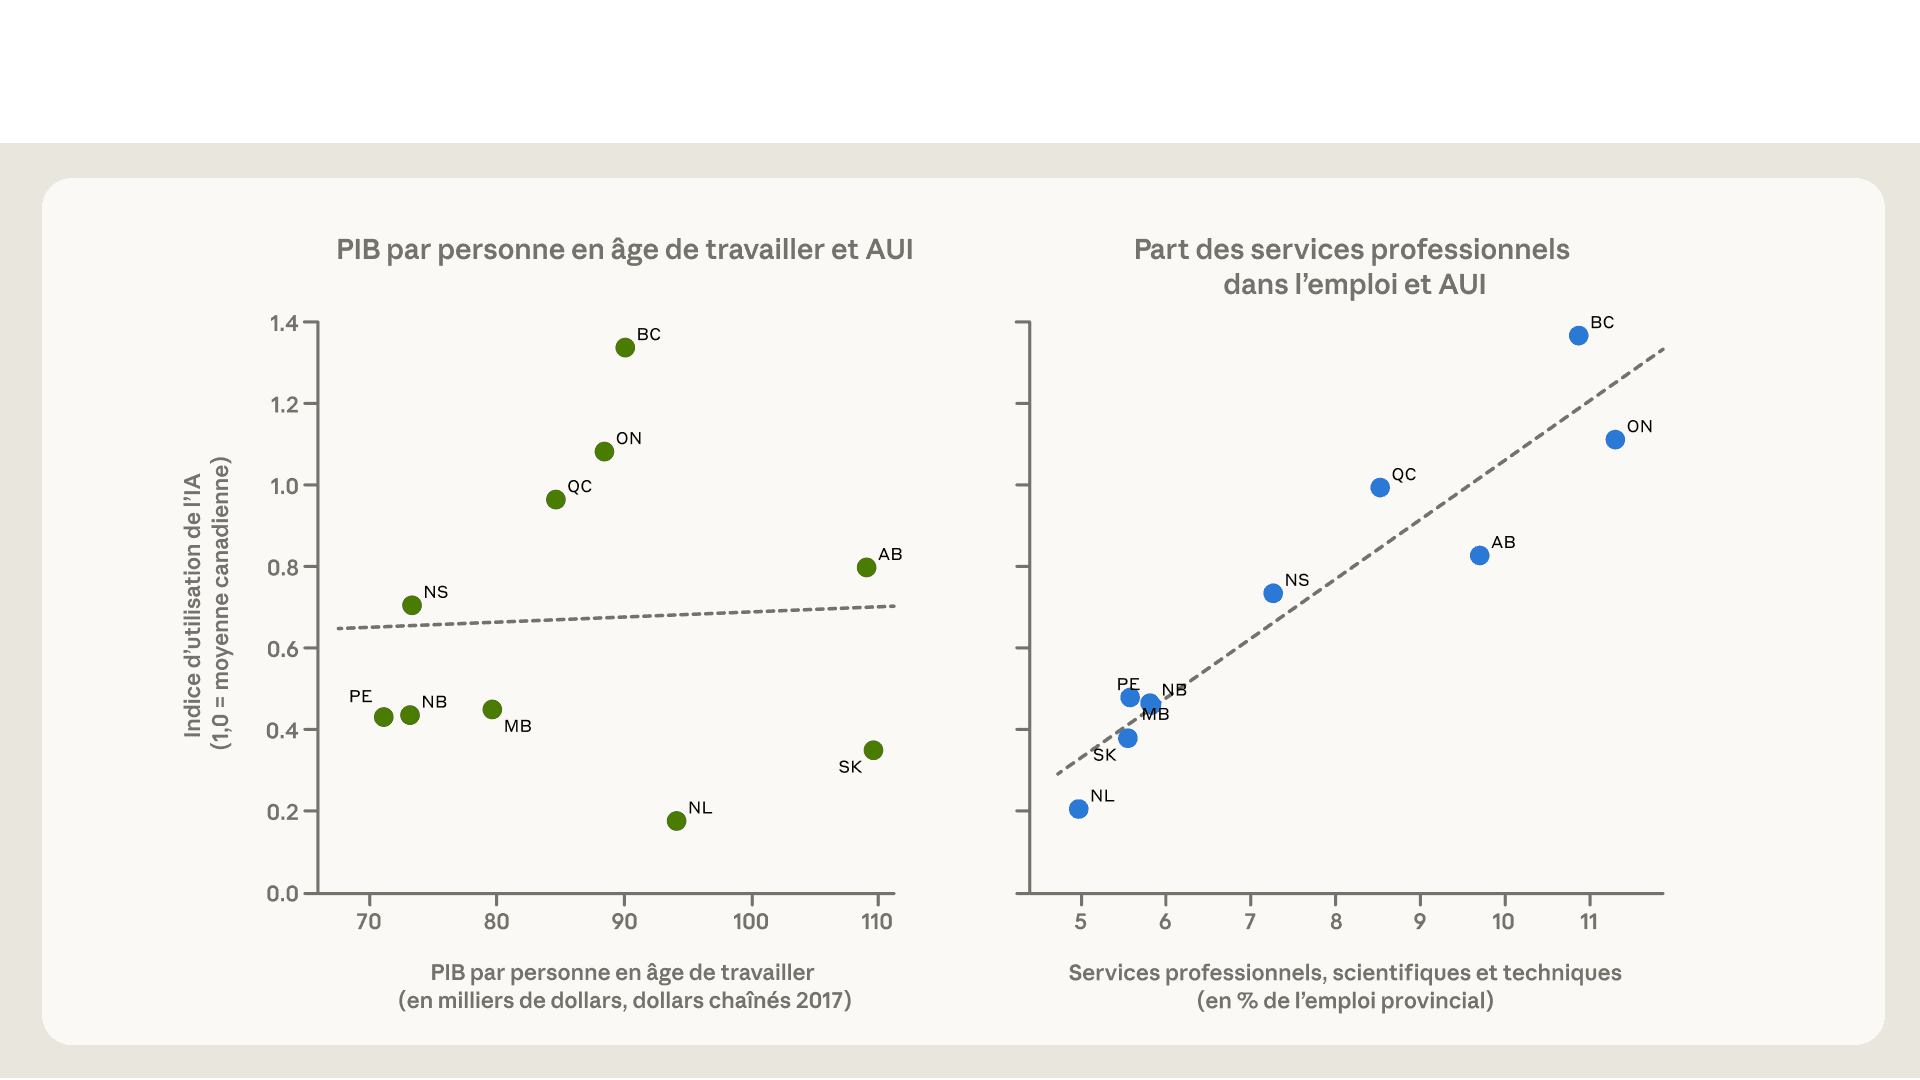 PIB par personne en âge de travailler et AUI
Indice d’utilisation de l’IA
(1,0 = moyenne canadienne)
1.4
1.2
1.0
0.8
0.6
0.4
0.2
0.0
BC
ON
QC
AB
NS
PE
NB
MB
SK
NL
70
80
90
100
110
PIB par personne en âge de travailler
(en milliers de dollars, dollars chaînés 2017)
Part des services professionnels
dans l’emploi et AUI
BC
ON
QC
AB
NS
PE
NB
MB
SK
NL
5
6
7
8
9
10
11
Services professionnels, scientifiques et techniques
(en % de l’emploi provincial)